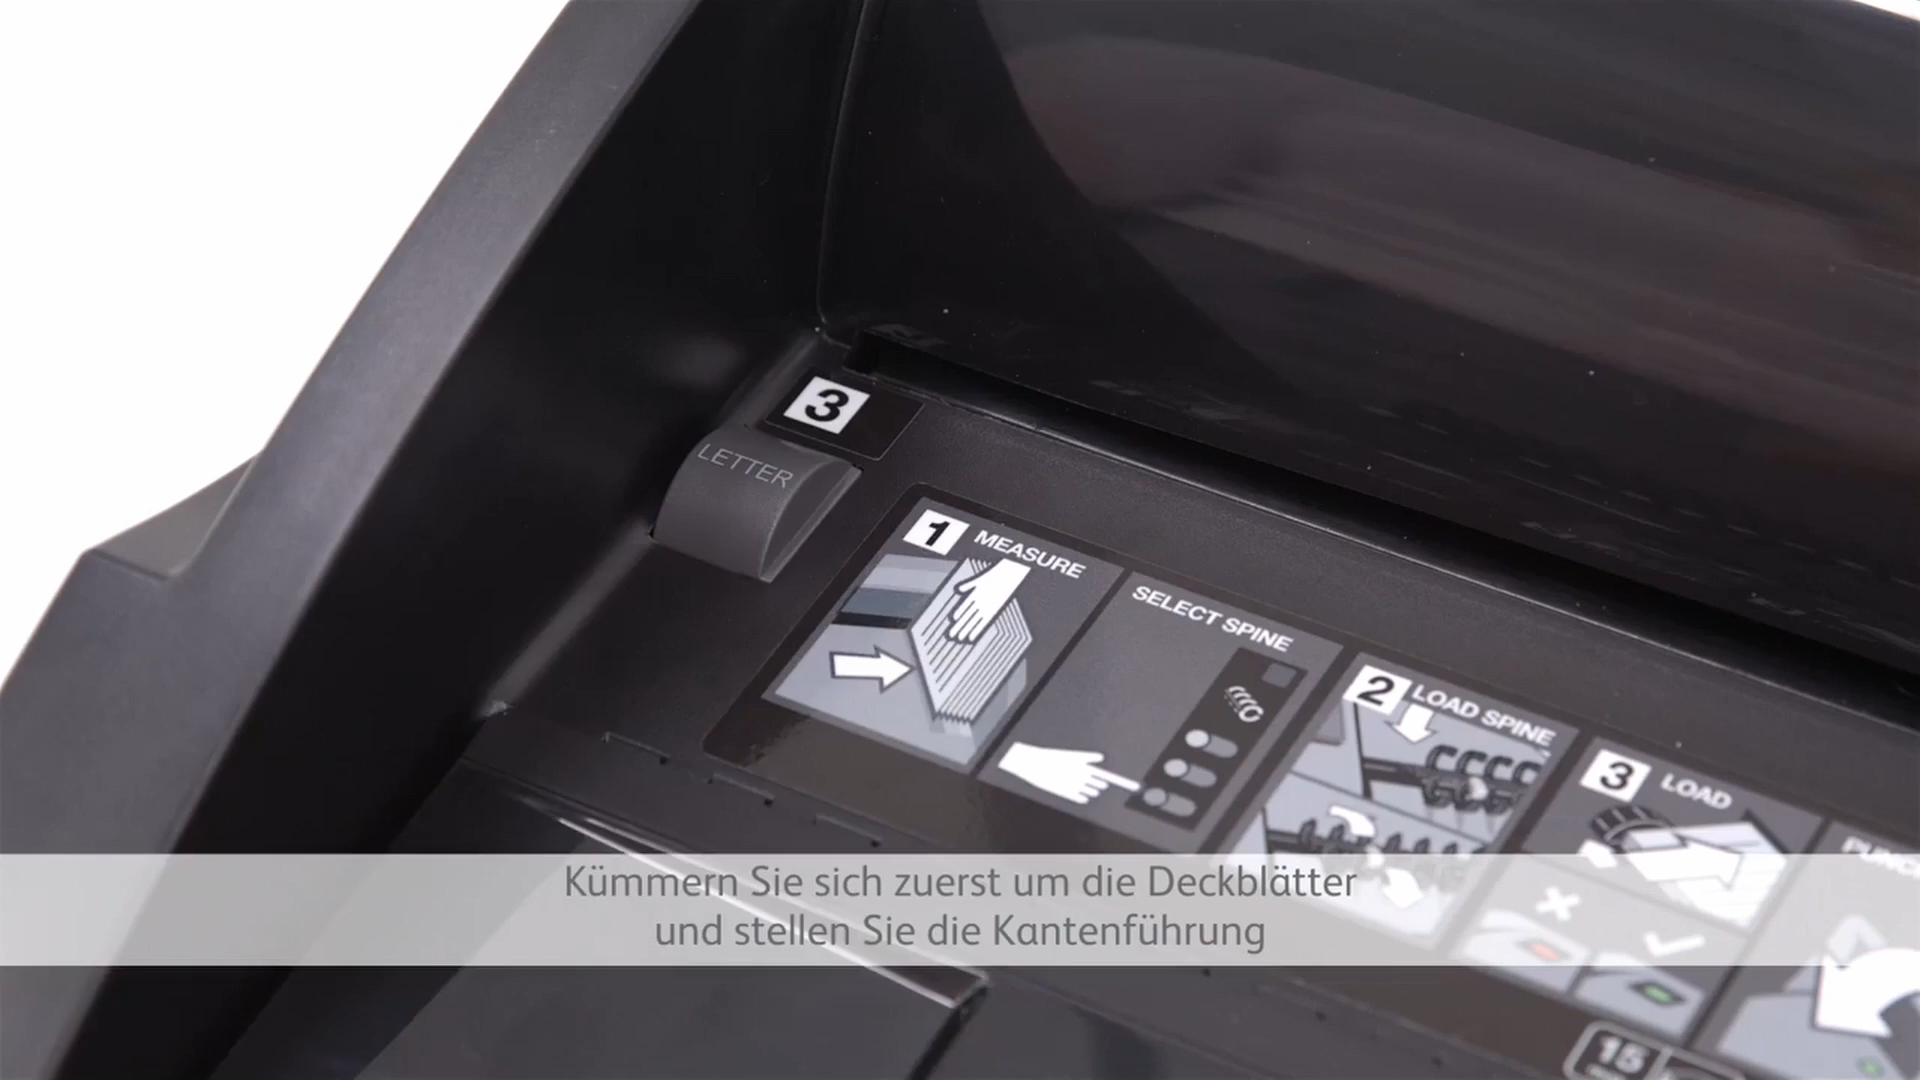 3
LETTER
1 MEASURE
SELECT SPINE
2 LOAD SPINE
3 LOAD
15
Kümmern Sie sich zuerst um die Deckblätter
und stellen Sie die Kantenführung